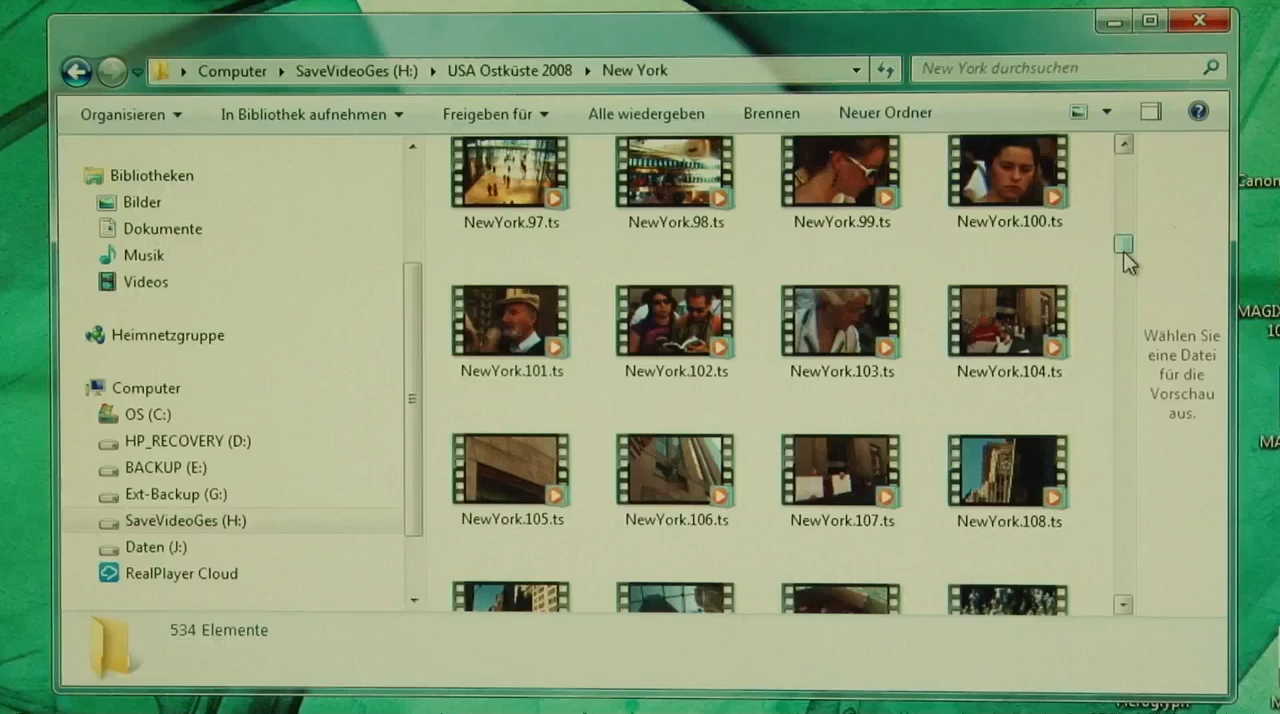 Computer ▸ SaveVideoGes (H:) ▸ USA Ostküste 2008 ▸ New York
New York durchsuchen
Organisieren
In Bibliothek aufnehmen
Freigeben für
Alle wiedergeben
Brennen
Neuer Ordner
Bibliotheken
Bilder
Dokumente
Musik
Videos
Heimnetzgruppe
Computer
OS (C:)
HP_RECOVERY (D:)
BACKUP (E:)
Ext-Backup (G:)
SaveVideoGes (H:)
Daten (J:)
RealPlayer Cloud
NewYork.97.ts
NewYork.98.ts
NewYork.99.ts
NewYork.100.ts
NewYork.101.ts
NewYork.102.ts
NewYork.103.ts
NewYork.104.ts
NewYork.105.ts
NewYork.106.ts
NewYork.107.ts
NewYork.108.ts
Wählen Sie
eine Datei
für die
Vorschau
aus.
534 Elemente
Canon
MAGIX
10
MA